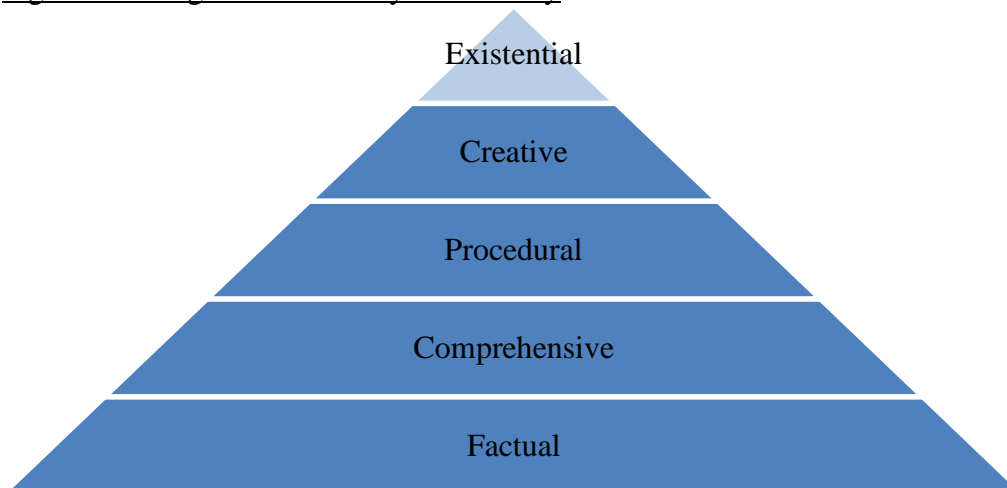 Existential
Creative
Procedural
Comprehensive
Factual